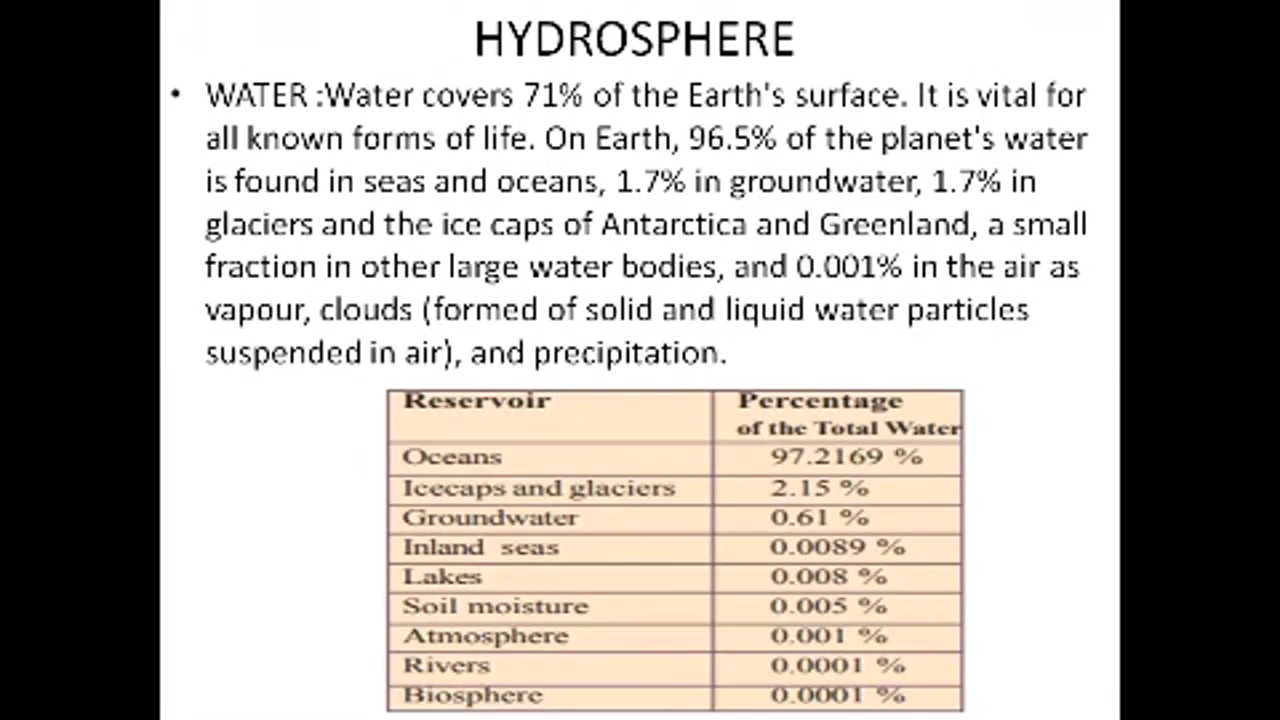 HYDROSPHERE
• WATER :Water covers 71% of the Earth's surface. It is vital for
all known forms of life. On Earth, 96.5% of the planet's water
is found in seas and oceans, 1.7% in groundwater, 1.7% in
glaciers and the ice caps of Antarctica and Greenland, a small
fraction in other large water bodies, and 0.001% in the air as
vapour, clouds (formed of solid and liquid water particles
suspended in air), and precipitation.
Reservoir Percentage
of the Total Water
Oceans 97.2169 %
Icecaps and glaciers 2.15 %
Groundwater 0.61 %
Inland seas 0.0089 %
Lakes 0.008 %
Soil moisture 0.005 %
Atmosphere 0.001 %
Rivers 0.0001 %
Biosphere 0.0001 %